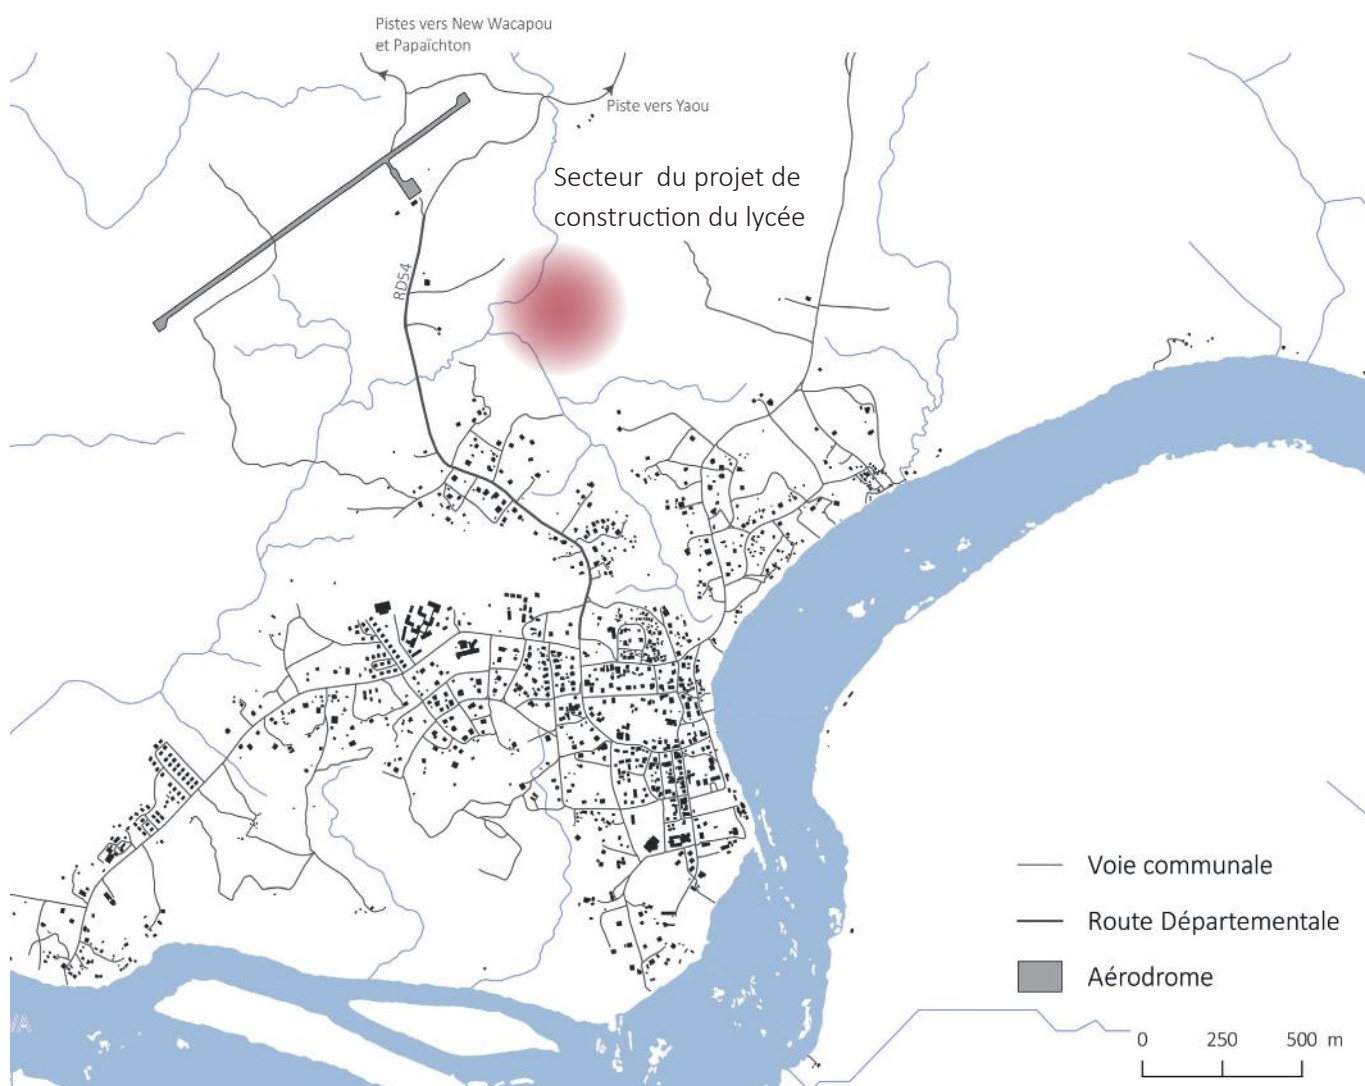 Pistes vers New Wacapou
et Papaïchton
Piste vers Yaou
Secteur du projet de
construction du lycée
RD54
Voie communale
Route Départementale
Aérodrome
VA
0 250 500 m